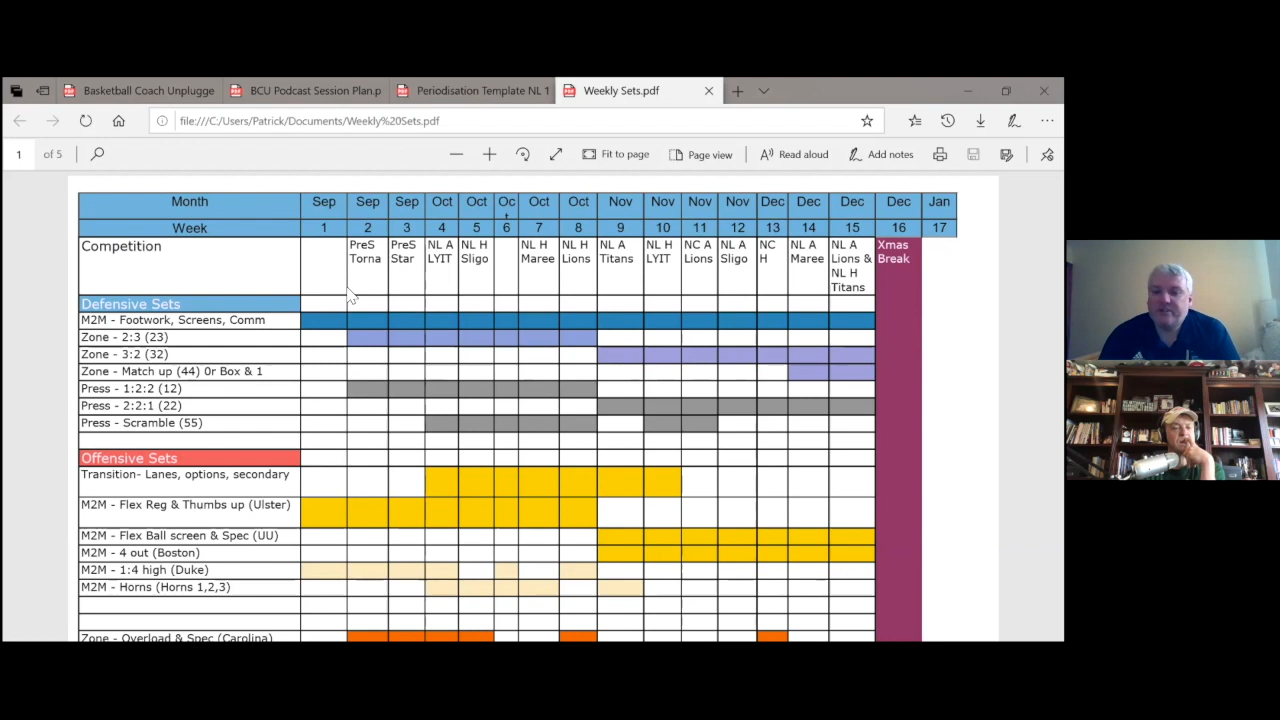 Basketball Coach Unplugge BCU Podcast Session Plan.p Periodisation Template NL 1 Weekly Sets.pdf
file:///C:/Users/Patrick/Documents/Weekly%20Sets.pdf
1 of 5 Fit to page Page view Read aloud Add notes
Month Sep Sep Sep Oct Oct Oct Oct Oct Nov Nov Nov Nov Dec Dec Dec Dec Jan
Week 1 2 3 4 5 6 7 8 9 10 11 12 13 14 15 16 17
Competition PreS PreS NL A NL H NL H NL H NL A NL H NC A NL A NC NL A NL A Xmas
Torna Star LYIT Sligo Maree Lions Titans LYIT Lions Sligo H Maree Lions & Break
NL H
Titans
Defensive Sets
M2M - Footwork, Screens, Comm
Zone - 2:3 (23)
Zone - 3:2 (32)
Zone - Match up (44) 0r Box & 1
Press - 1:2:2 (12)
Press - 2:2:1 (22)
Press - Scramble (55)
Offensive Sets
Transition- Lanes, options, secondary
M2M - Flex Reg & Thumbs up (Ulster)
M2M - Flex Ball screen & Spec (UU)
M2M - 4 out (Boston)
M2M - 1:4 high (Duke)
M2M - Horns (Horns 1,2,3)
Zone - Overload & Spec (Carolina)